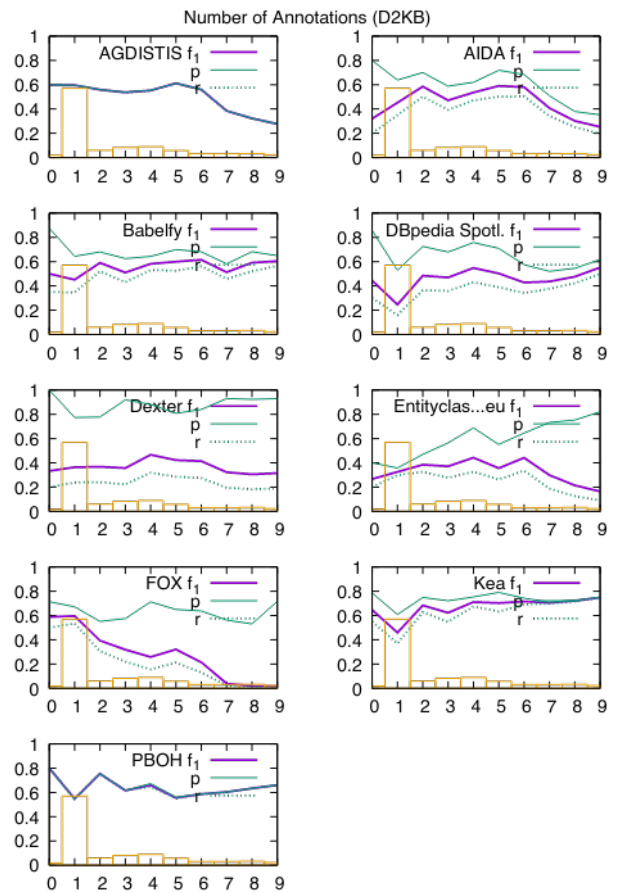 Number of Annotations (D2KB)
1
0.8
0.6
0.4
0.2
0
AGDISTIS f1
p
r
0 1 2 3 4 5 6 7 8 9
1
0.8
0.6
0.4
0.2
0
AIDA f1
p
r
0 1 2 3 4 5 6 7 8 9
1
0.8
0.6
0.4
0.2
0
Babelfy f1
p
r
0 1 2 3 4 5 6 7 8 9
1
0.8
0.6
0.4
0.2
0
DBpedia Spotl. f1
p
r
0 1 2 3 4 5 6 7 8 9
1
0.8
0.6
0.4
0.2
0
Dexter f1
p
r
0 1 2 3 4 5 6 7 8 9
1
0.8
0.6
0.4
0.2
0
Entityclas...eu f1
p
r
0 1 2 3 4 5 6 7 8 9
1
0.8
0.6
0.4
0.2
0
FOX f1
p
r
0 1 2 3 4 5 6 7 8 9
1
0.8
0.6
0.4
0.2
0
Kea f1
p
r
0 1 2 3 4 5 6 7 8 9
1
0.8
0.6
0.4
0.2
0
PBOH f1
p
r
0 1 2 3 4 5 6 7 8 9